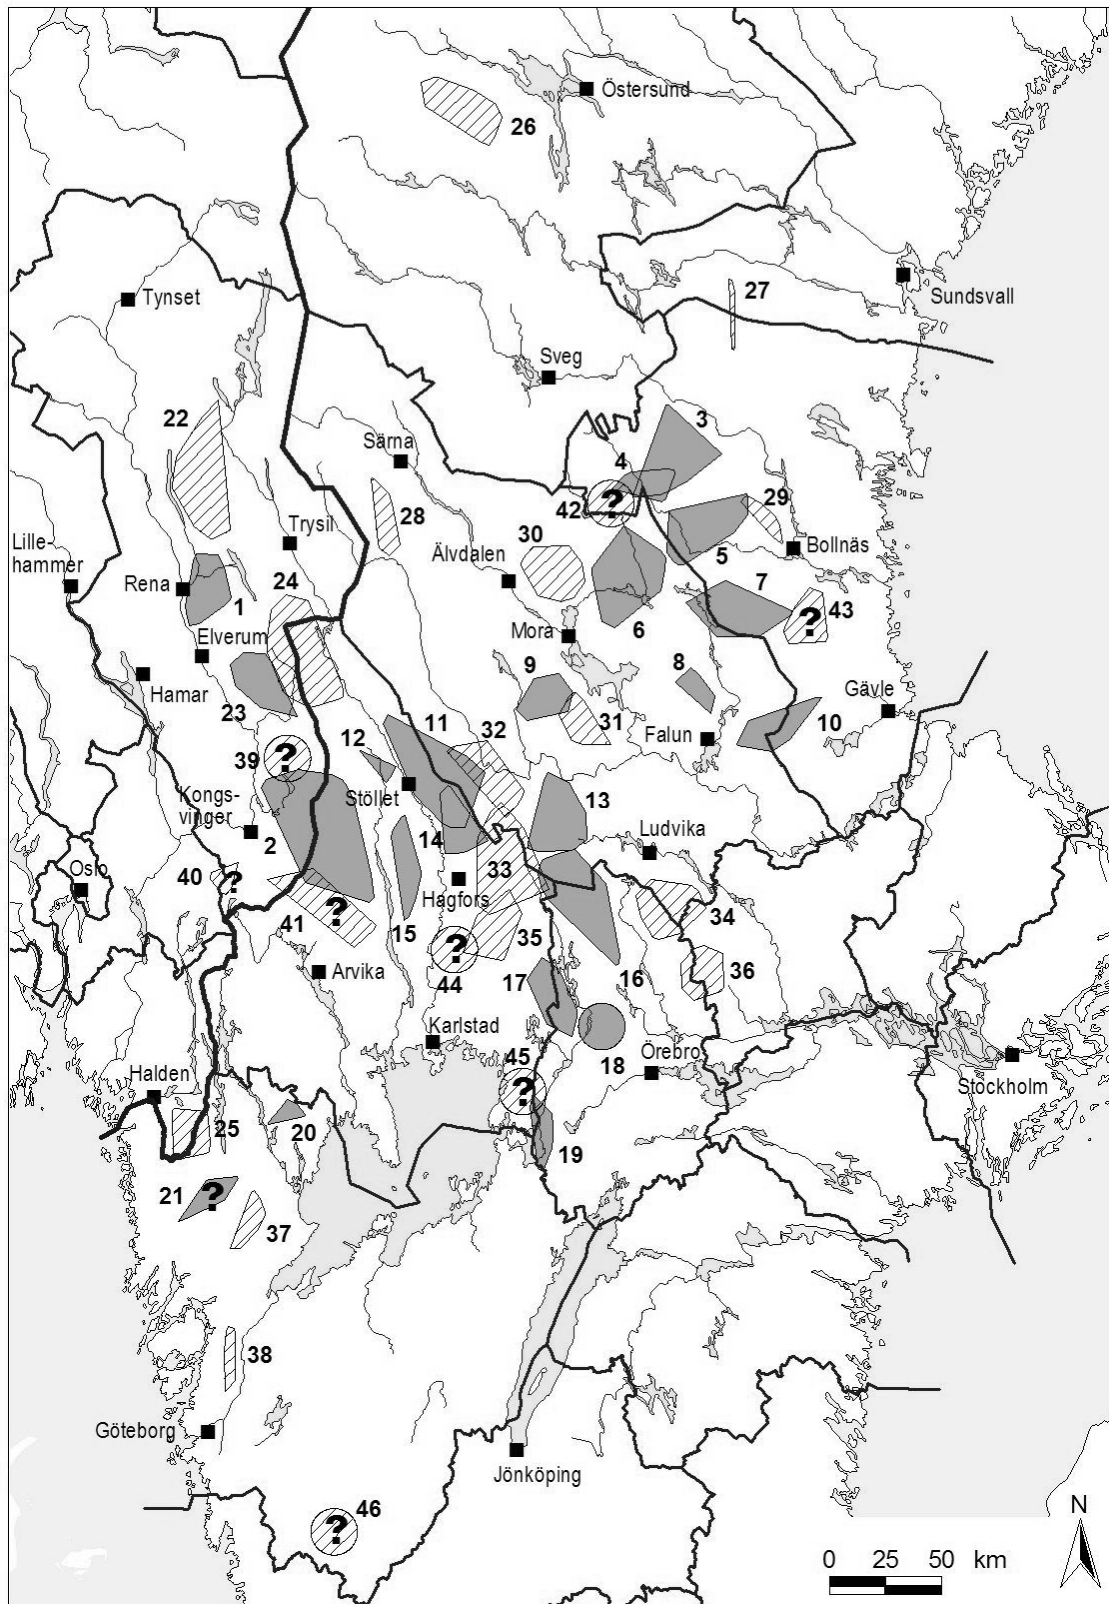 Östersund
26
27
Sundsvall
Tynset
Sveg
22
3
Särna
4
?
42
29
28
Trysil
30
Älvdalen
5
Bollnäs
Lille-
hammer
Rena
24
1
7
?
43
Elverum
Mora
6
9
8
Hamar
23
Gävle
31
10
11
32
Falun
12
39
?
Kongs-
vinger
Stöllet
13
2
14
Ludvika
33
Oslo
40
?
Hagfors
41
?
15
34
35
?
44
16
36
17
Arvika
Karlstad
45
?
18
Örebro
Stockholm
Halden
25
20
19
21
?
37
38
Göteborg
Jönköping
?
46
N
0 25 50 km